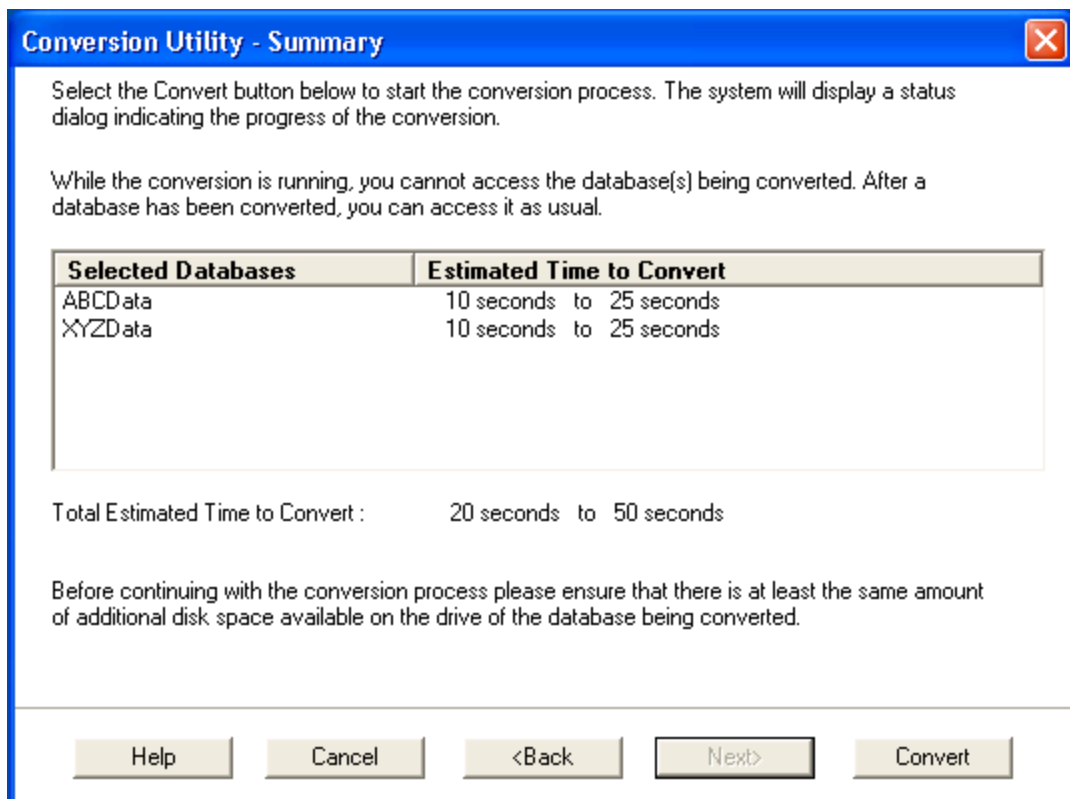 Conversion Utility - Summary
Select the Convert button below to start the conversion process. The system will display a status
dialog indicating the progress of the conversion.
While the conversion is running, you cannot access the database(s) being converted. After a
database has been converted, you can access it as usual.
Selected Databases Estimated Time to Convert
ABCData 10 seconds to 25 seconds
XYZData 10 seconds to 25 seconds
Total Estimated Time to Convert : 20 seconds to 50 seconds
Before continuing with the conversion process please ensure that there is at least the same amount
of additional disk space available on the drive of the database being converted.
Help Cancel <Back Next> Convert